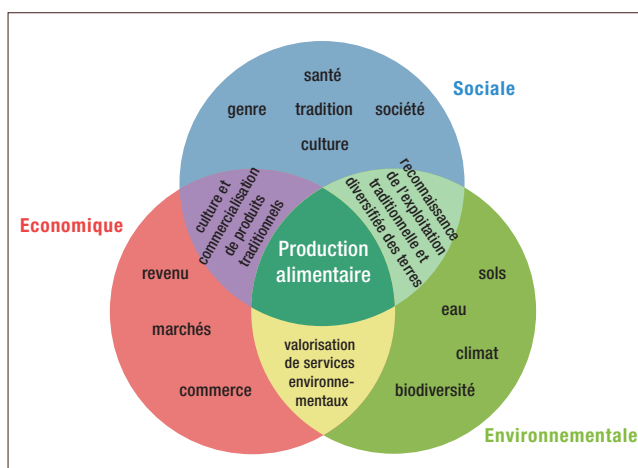 santé
Sociale
genre
tradition
société
culture
culture et
commercialisation
de produits
traditionnels
reconnaissance
de l'exploitation
traditionnelle et
diversifiée des terres
Economique
Production
alimentaire
revenu
sols
eau
marchés
valorisation
de services
environne-
mentaux
climat
commerce
biodiversité
Environnementale